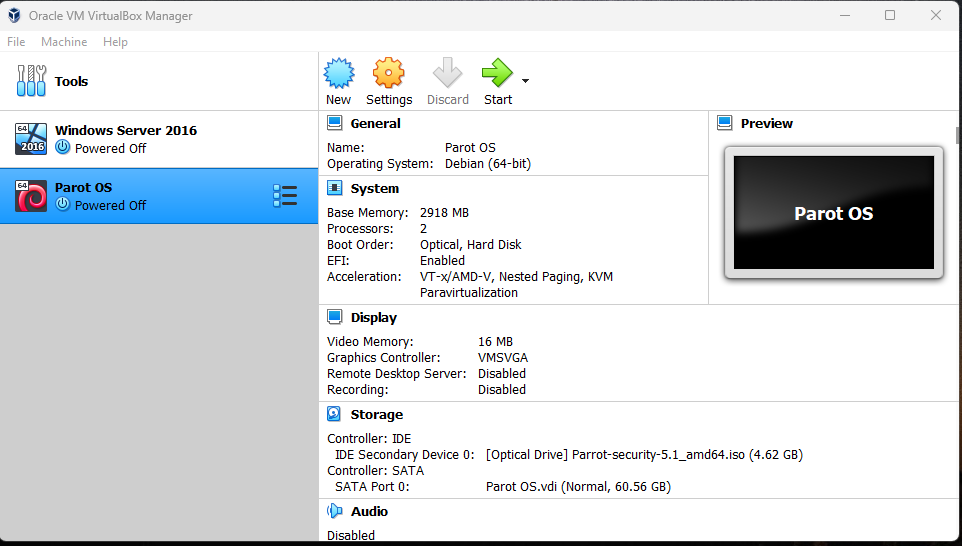 Oracle VM VirtualBox Manager
File Machine Help
Tools
New Settings Discard Start
64 2016 Windows Server 2016
Powered Off
64 Parot OS
Powered Off
General
Name: Parot OS
Operating System: Debian (64-bit)
System
Base Memory: 2918 MB
Processors: 2
Boot Order: Optical, Hard Disk
EFI: Enabled
Acceleration: VT-x/AMD-V, Nested Paging, KVM
Paravirtualization
Preview
Parot OS
Display
Video Memory: 16 MB
Graphics Controller: VMSVGA
Remote Desktop Server: Disabled
Recording: Disabled
Storage
Controller: IDE
IDE Secondary Device 0: [Optical Drive] Parrot-security-5.1_amd64.iso (4.62 GB)
Controller: SATA
SATA Port 0: Parot OS.vdi (Normal, 60.56 GB)
Audio
Disabled